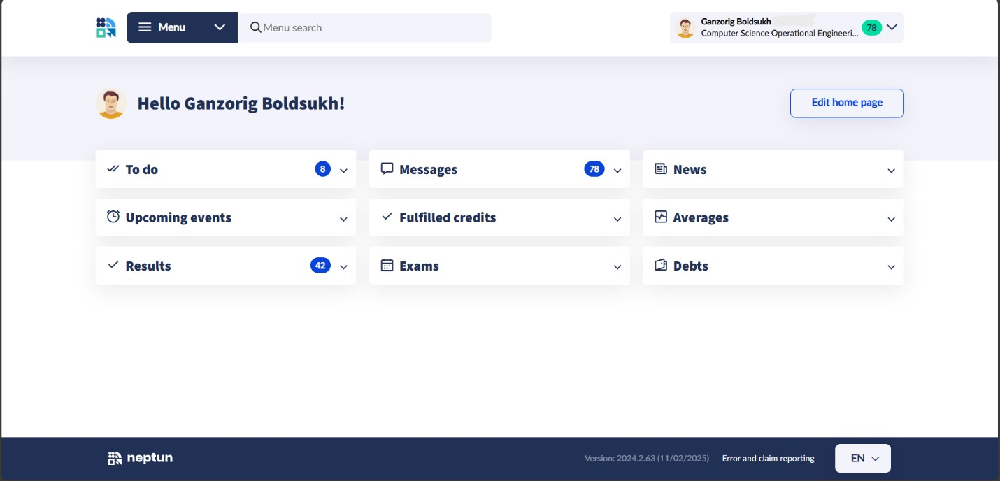 Menu
Menu search
Ganzorig Boldsukh
Computer Science Operational Engineeri...
78
Hello Ganzorig Boldsukh!
Edit home page
To do 8
Messages 78
News
Upcoming events
Fulfilled credits
Averages
Results 42
Exams
Debts
neptun
Version: 2024.2.63 (11/02/2025)
Error and claim reporting
EN